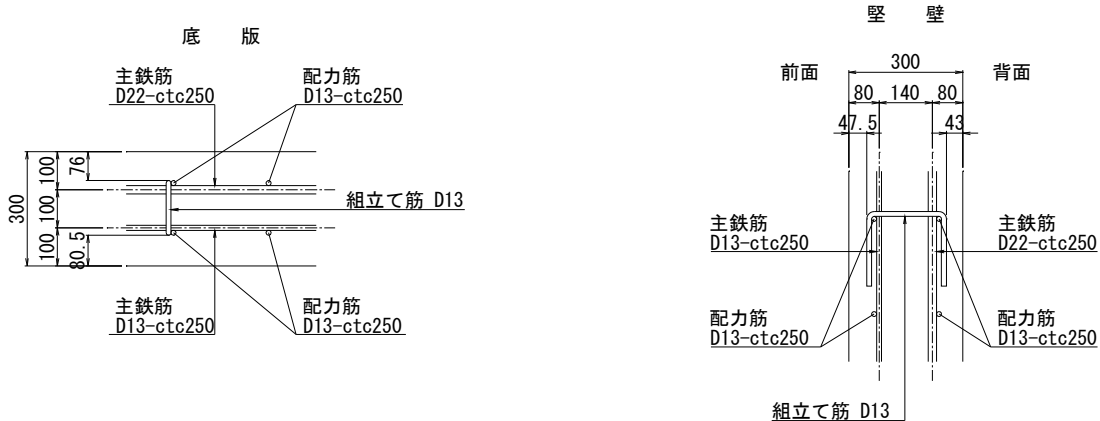 底 版
主鉄筋
D22-ctc250
配力筋
D13-ctc250
300
100
100
100
76
80.5
組立て筋 D13
主鉄筋
D13-ctc250
配力筋
D13-ctc250
竪 壁
前面
300
背面
80
140
80
47.5
43
主鉄筋
D13-ctc250
主鉄筋
D22-ctc250
配力筋
D13-ctc250
配力筋
D13-ctc250
組立て筋 D13